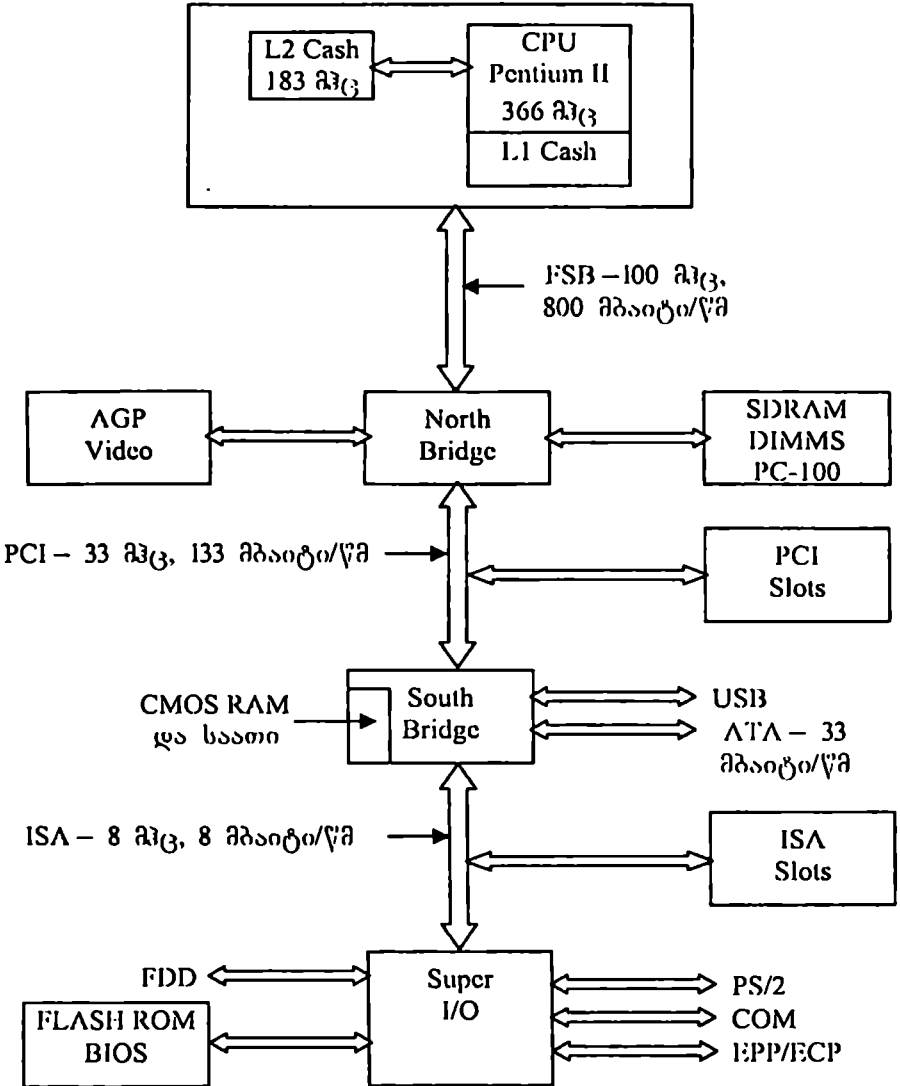 L2 Cash
183 მჰც
CPU
Pentium II
366 მჰც
L1 Cash
FSB – 100 მჰც,
800 მბაიტი/წმ
AGP
Video
North
Bridge
SDRAM
DIMMS
PC-100
PCI – 33 მჰც, 133 მბაიტი/წმ
PCI
Slots
CMOS RAM
და საათი
South
Bridge
USB
ATA – 33
მბაიტი/წმ
ISA – 8 მჰც, 8 მბაიტი/წმ
ISA
Slots
FDD
FLASH ROM
BIOS
Super
I/O
PS/2
COM
EPP/ECP